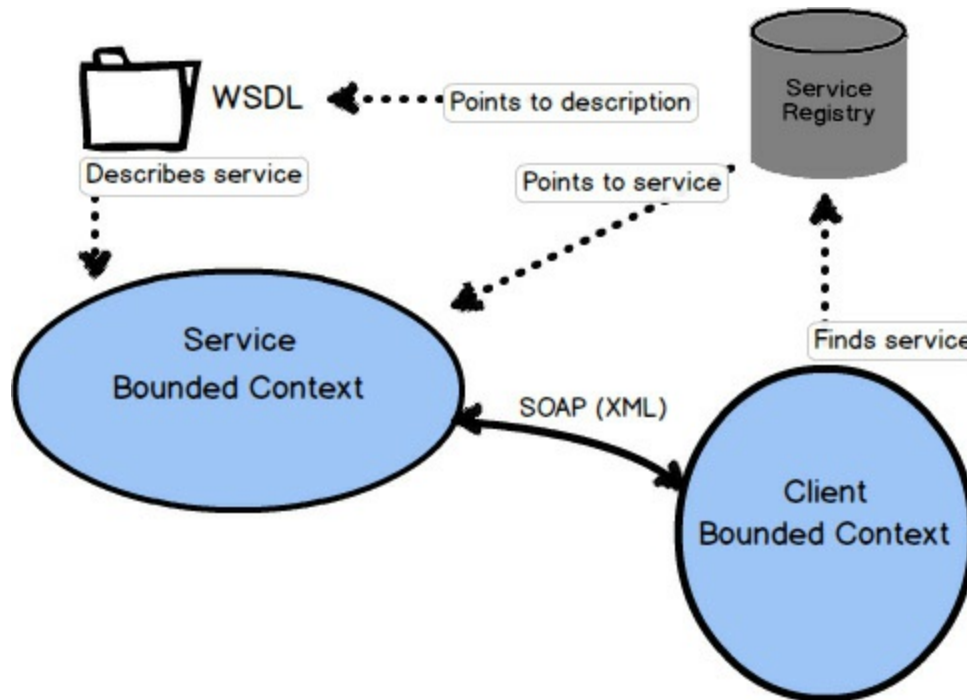 WSDL
Points to description
Service
Registry
Describes service
Points to service
Finds service
Service
Bounded Context
SOAP (XML)
Client
Bounded Context